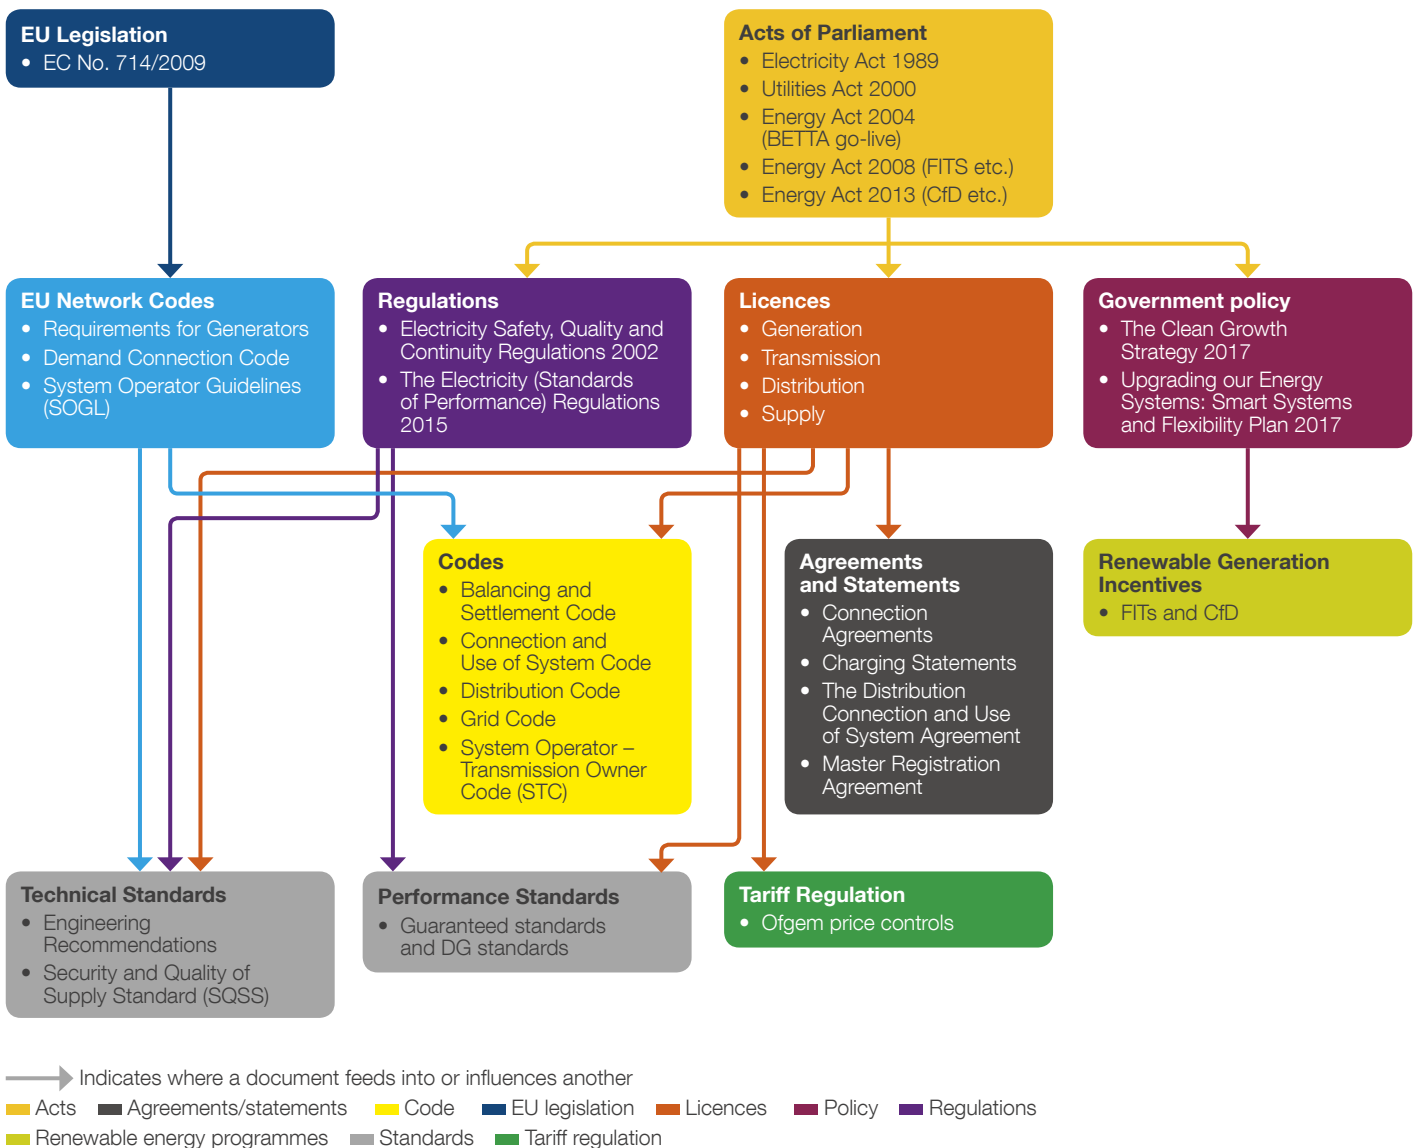 EU Legislation
• EC No. 714/2009
Acts of Parliament
• Electricity Act 1989
• Utilities Act 2000
• Energy Act 2004
(BETTA go-live)
• Energy Act 2008 (FITS etc.)
• Energy Act 2013 (CfD etc.)
EU Network Codes
• Requirements for Generators
• Demand Connection Code
• System Operator Guidelines
(SOGL)
Regulations
• Electricity Safety, Quality and
Continuity Regulations 2002
• The Electricity (Standards
of Performance) Regulations
2015
Licences
• Generation
• Transmission
• Distribution
• Supply
Government policy
• The Clean Growth
Strategy 2017
• Upgrading our Energy
Systems: Smart Systems
and Flexibility Plan 2017
Codes
• Balancing and
Settlement Code
• Connection and
Use of System Code
• Distribution Code
• Grid Code
• System Operator –
Transmission Owner
Code (STC)
Agreements
and Statements
• Connection
Agreements
• Charging Statements
• The Distribution
Connection and Use
of System Agreement
• Master Registration
Agreement
Renewable Generation
Incentives
• FITs and CfD
Technical Standards
• Engineering
Recommendations
• Security and Quality of
Supply Standard (SQSS)
Performance Standards
• Guaranteed standards
and DG standards
Tariff Regulation
• Ofgem price controls
Indicates where a document feeds into or influences another
Acts Agreements/statements Code EU legislation Licences Policy Regulations
Renewable energy programmes Standards Tariff regulation